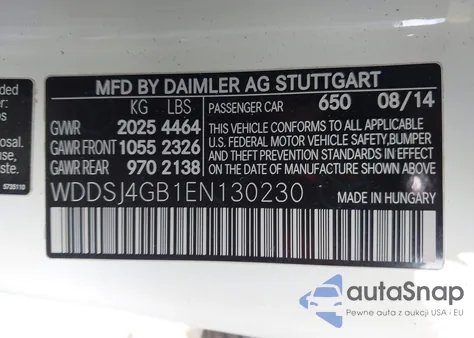 MFD BY DAIMLER AG STUTTGART
KG LBS
PASSENGER CAR 650 08/14
GVWR 2025 4464
GAWR FRONT 1055 2326
GAWR REAR 970 2138
THIS VEHICLE CONFORMS TO ALL APPLICABLE
U.S. FEDERAL MOTOR VEHICLE SAFETY,BUMPER
AND THEFT PREVENTION STANDARDS IN EFFECT
ON THE DATE OF MANUFACTURE SHOWN ABOVE
WDDSJ4GB1EN130230
MADE IN HUNGARY
5735110
autoSnap
Pewne auta z aukcji USA i EU